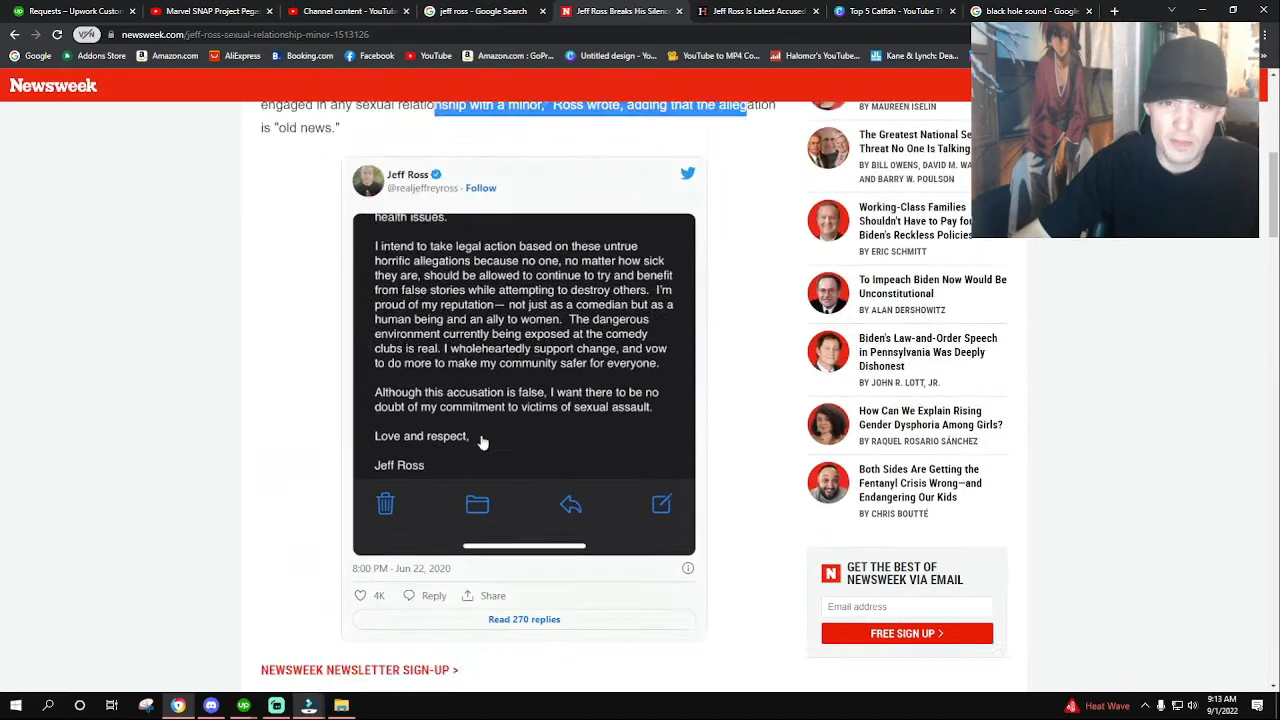 Requests for Custom
Marvel SNAP Project
Channel content - YouTube
Channel content - YouTube
jeff ross - Google Search
Jeff Ross Breaks His Silence
Jeff Ross Is Latest Accused
Top 5 Saddest Celebrity
Google
newsweek.com/jeff-ross-sexual-relationship-minor-1513126
Google
Addons Store
Amazon.com
AliExpress
Booking.com
Facebook
YouTube
Amazon.com : GoPr...
Untitled design - Yo...
YouTube to MP4 Co...
Halomcr's YouTube...
Kane & Lynch: Dea...
Newsweek
engaged in any sexual relationship with a minor," Ross wrote, adding that the allegation
is "old news."
Jeff Ross
@realjeffreyross · Follow
health issues.
I intend to take legal action based on these untrue
horrific allegations because no one, no matter how sick
they are, should be allowed to continue to try and benefit
from false stories while attempting to destroy others. I'm
proud of my reputation— not just as a comedian but as a
human being and an ally to women. The dangerous
environment currently being exposed at the comedy
clubs is real. I wholeheartedly support change, and vow
to do more to make my community safer for everyone.
Although this accusation is false, I want there to be no
doubt of my commitment to victims of sexual assault.
Love and respect,
Jeff Ross
8:00 PM · Jun 22, 2020
4K
Reply
Share
Read 270 replies
NEWSWEEK NEWSLETTER SIGN-UP >
BY MAUREEN ISELIN
The Greatest National Se
Threat No One Is Talking
BY BILL OWENS, DAVID M. WA
AND BARRY W. POULSON
Working-Class Families
Shouldn't Have to Pay for
Biden's Reckless Policies
BY ERIC SCHMITT
To Impeach Biden Now Would Be
Unconstitutional
BY ALAN DERSHOWITZ
Biden's Law-and-Order Speech
in Pennsylvania Was Deeply
Dishonest
BY JOHN R. LOTT, JR.
How Can We Explain Rising
Gender Dysphoria Among Girls?
BY RAQUEL ROSARIO SÁNCHEZ
Both Sides Are Getting the
Fentanyl Crisis Wrong—and
Endangering Our Kids
BY CHRIS BOUTTÉ
N
GET THE BEST OF
NEWSWEEK VIA EMAIL
Email address
FREE SIGN UP >
Heat Wave
9:13 AM
9/1/2022